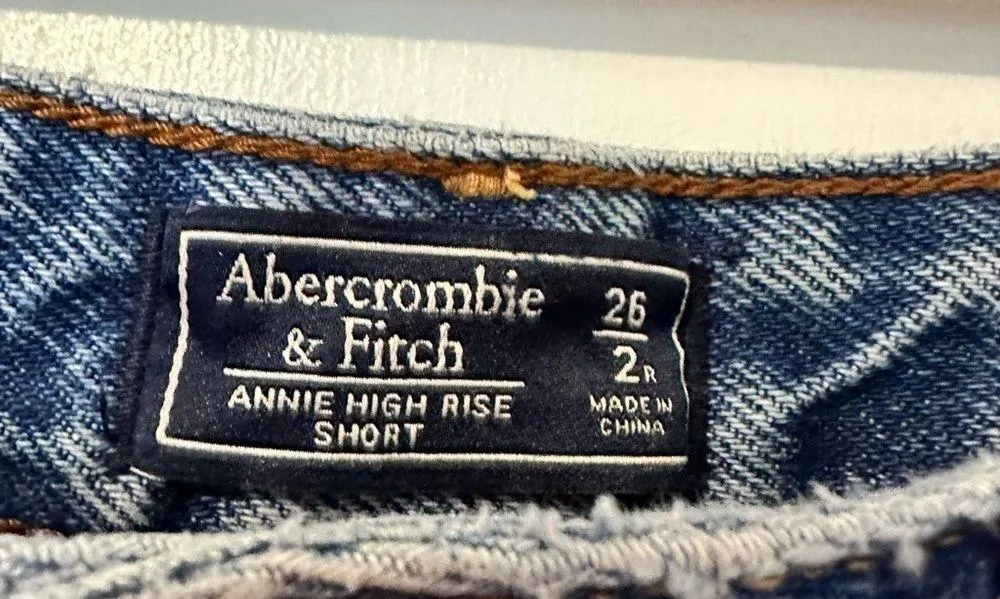 Abercrombie
& Fitch
ANNIE HIGH RISE
SHORT
26
2R
MADE IN
CHINA